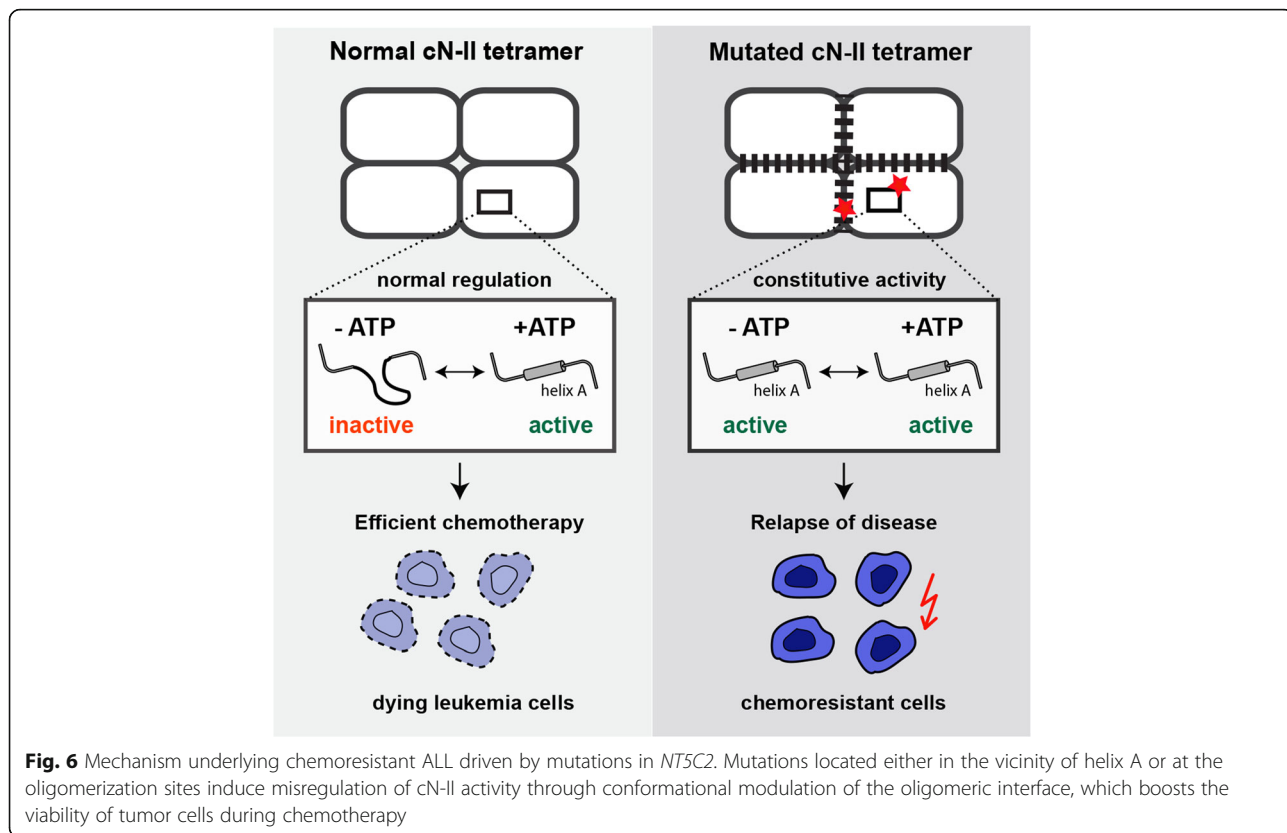 Normal cN-II tetramer
Mutated cN-II tetramer
normal regulation
constitutive activity
- ATP +ATP
- ATP +ATP
helix A
helix A helix A
inactive active
active active
Efficient chemotherapy
Relapse of disease
dying leukemia cells
chemoresistant cells
Fig. 6 Mechanism underlying chemoresistant ALL driven by mutations in NT5C2. Mutations located either in the vicinity of helix A or at the
oligomerization sites induce misregulation of cN-II activity through conformational modulation of the oligomeric interface, which boosts the
viability of tumor cells during chemotherapy